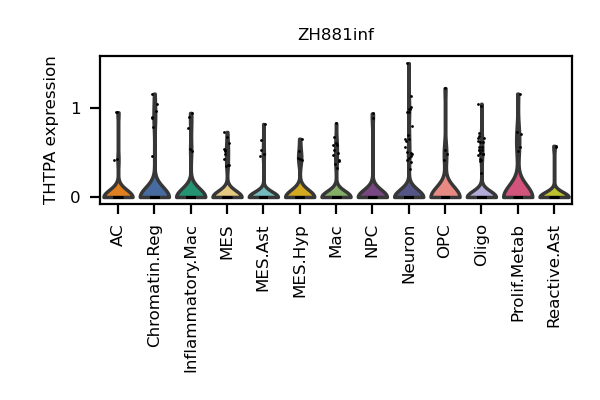 ZH881inf
THTPA expression
1
0
AC
Chromatin.Reg
Inflammatory.Mac
MES
MES.Ast
MES.Hyp
Mac
NPC
Neuron
OPC
Oligo
Prolif.Metab
Reactive.Ast